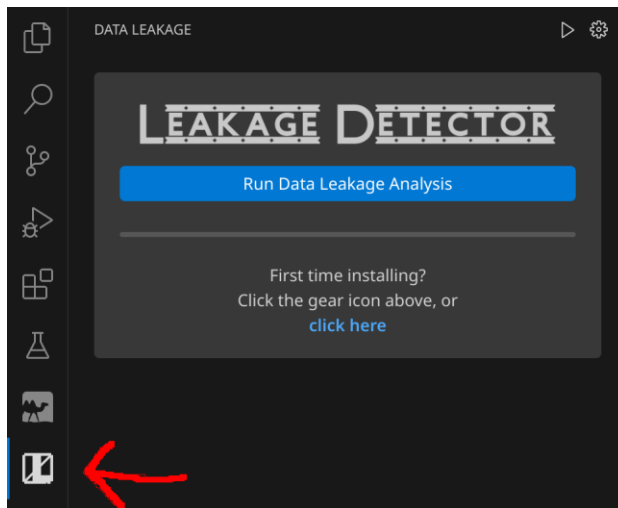 DATA LEAKAGE
LEAKAGE DETECTOR
Run Data Leakage Analysis
First time installing?
Click the gear icon above, or
click here